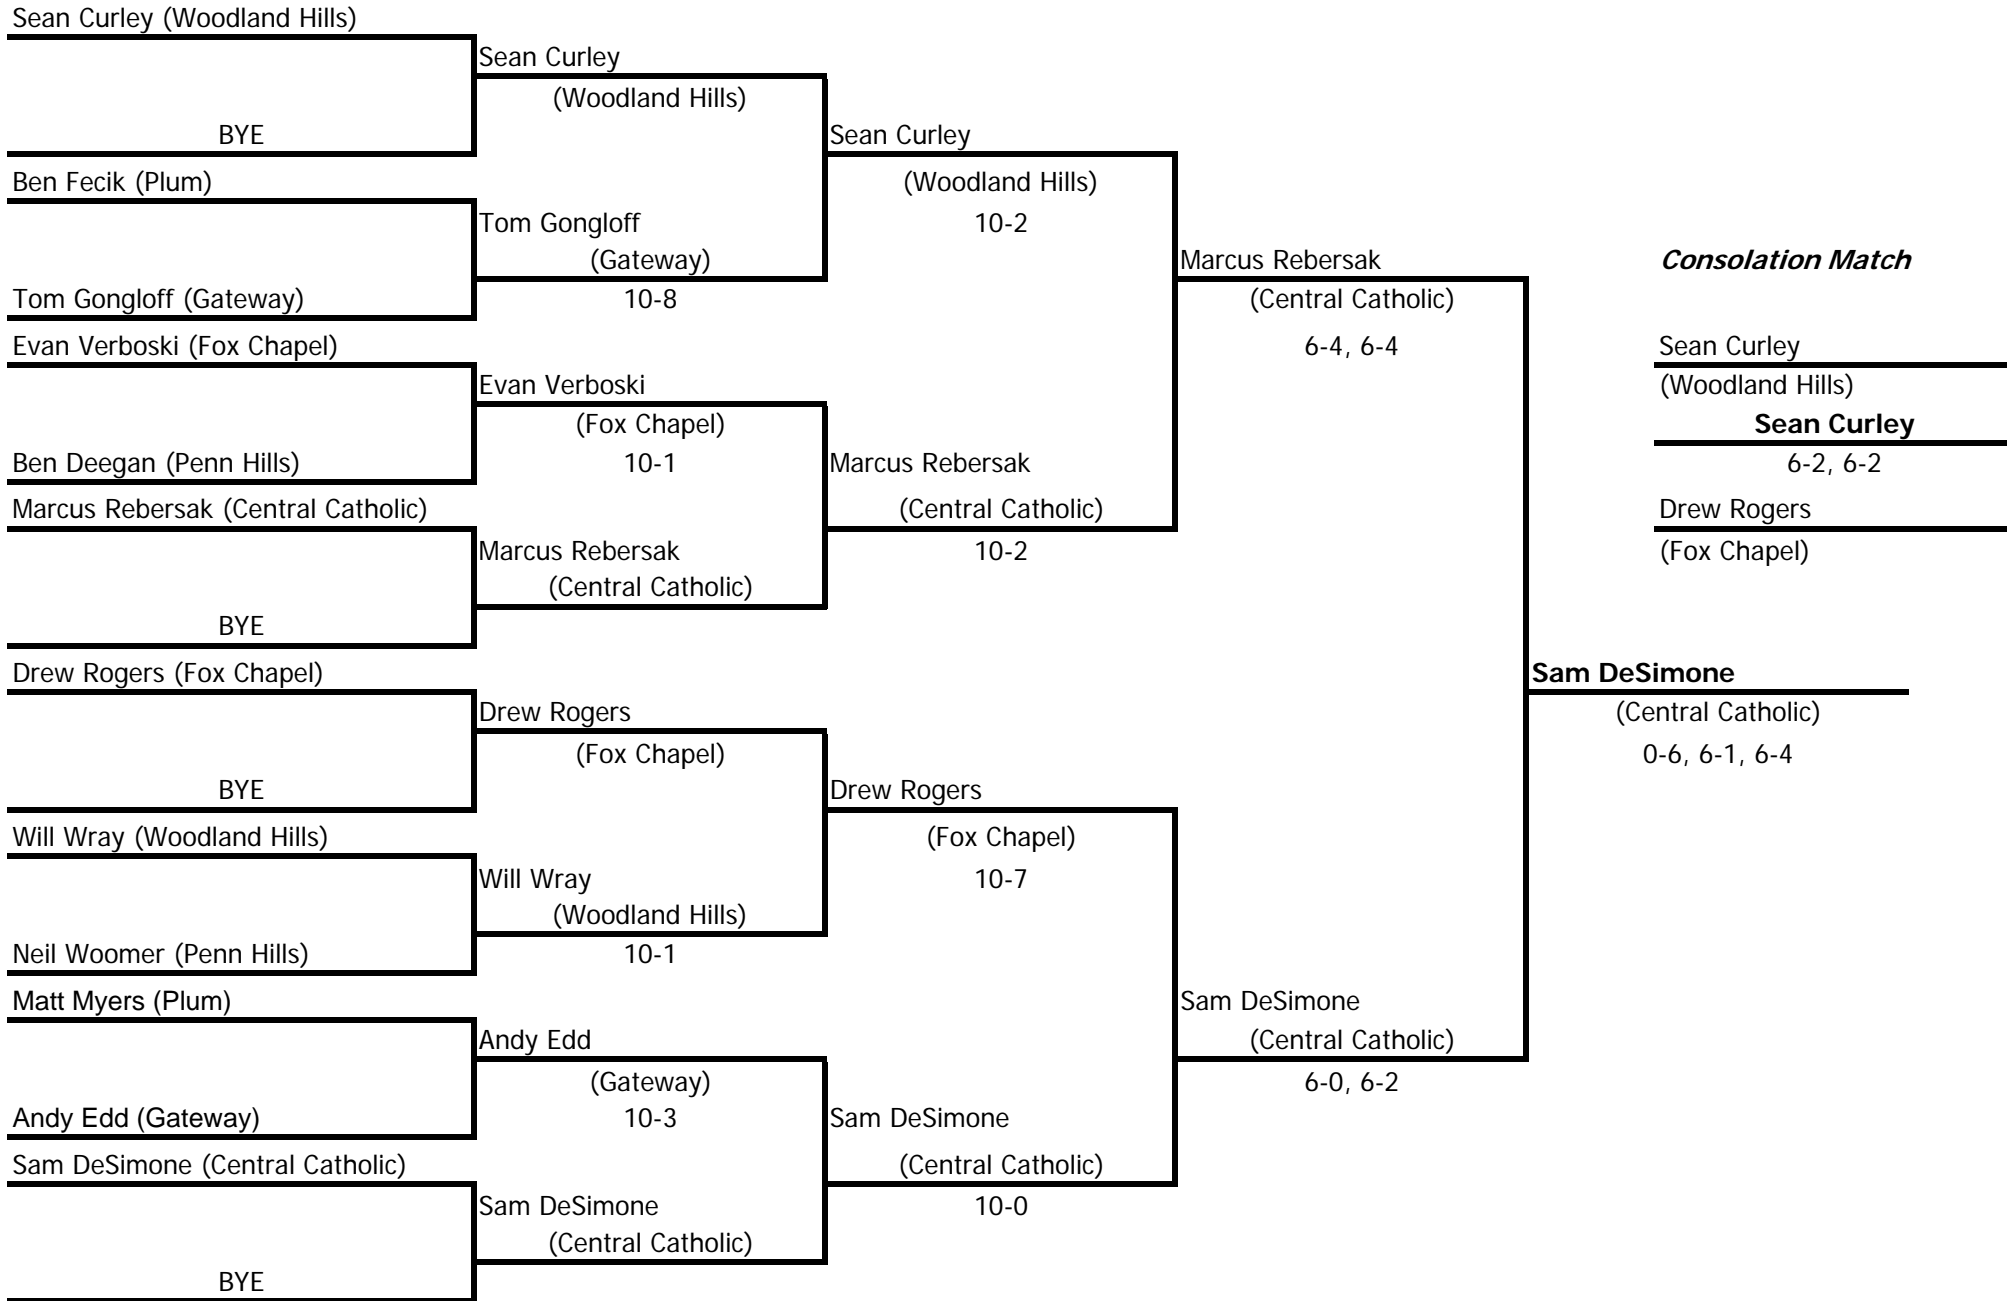 Sean Curley (Woodland Hills)
BYE
Ben Fecik (Plum)
Tom Gongloff (Gateway)
Evan Verboski (Fox Chapel)
Ben Deegan (Penn Hills)
Marcus Rebersak (Central Catholic)
BYE
Drew Rogers (Fox Chapel)
BYE
Will Wray (Woodland Hills)
Neil Woomer (Penn Hills)
Matt Myers (Plum)
Andy Edd (Gateway)
Sam DeSimone (Central Catholic)
BYE
Sean Curley
(Woodland Hills)
Tom Gongloff
(Gateway)
10-8
Evan Verboski
(Fox Chapel)
10-1
Marcus Rebersak
(Central Catholic)
Drew Rogers
(Fox Chapel)
Will Wray
(Woodland Hills)
10-1
Andy Edd
(Gateway)
10-3
Sam DeSimone
(Central Catholic)
Sean Curley
(Woodland Hills)
10-2
Marcus Rebersak
(Central Catholic)
10-2
Drew Rogers
(Fox Chapel)
10-7
Sam DeSimone
(Central Catholic)
10-0
Marcus Rebersak
(Central Catholic)
6-4, 6-4
Sam DeSimone
(Central Catholic)
6-0, 6-2
Sam DeSimone
(Central Catholic)
0-6, 6-1, 6-4
Consolation Match
Sean Curley
(Woodland Hills)
Sean Curley
6-2, 6-2
Drew Rogers
(Fox Chapel)